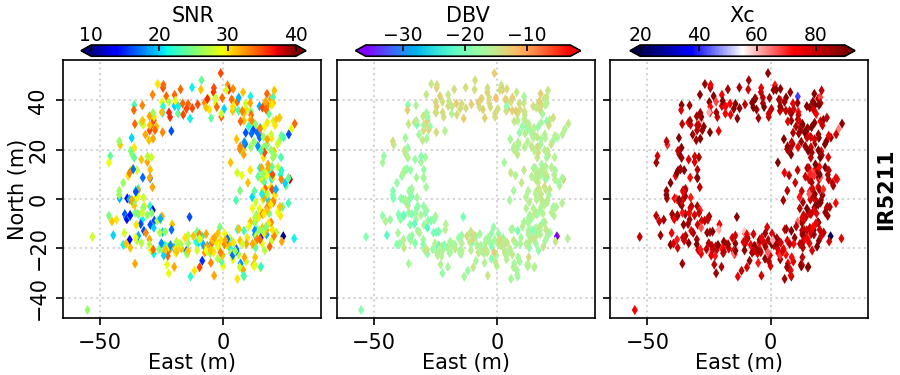 SNR
10 20 30 40
DBV
−30 −20 −10
Xc
20 40 60 80
North (m)
40
20
0
−20
−40
−50 0
East (m)
−50 0
East (m)
−50 0
East (m)
IR5211